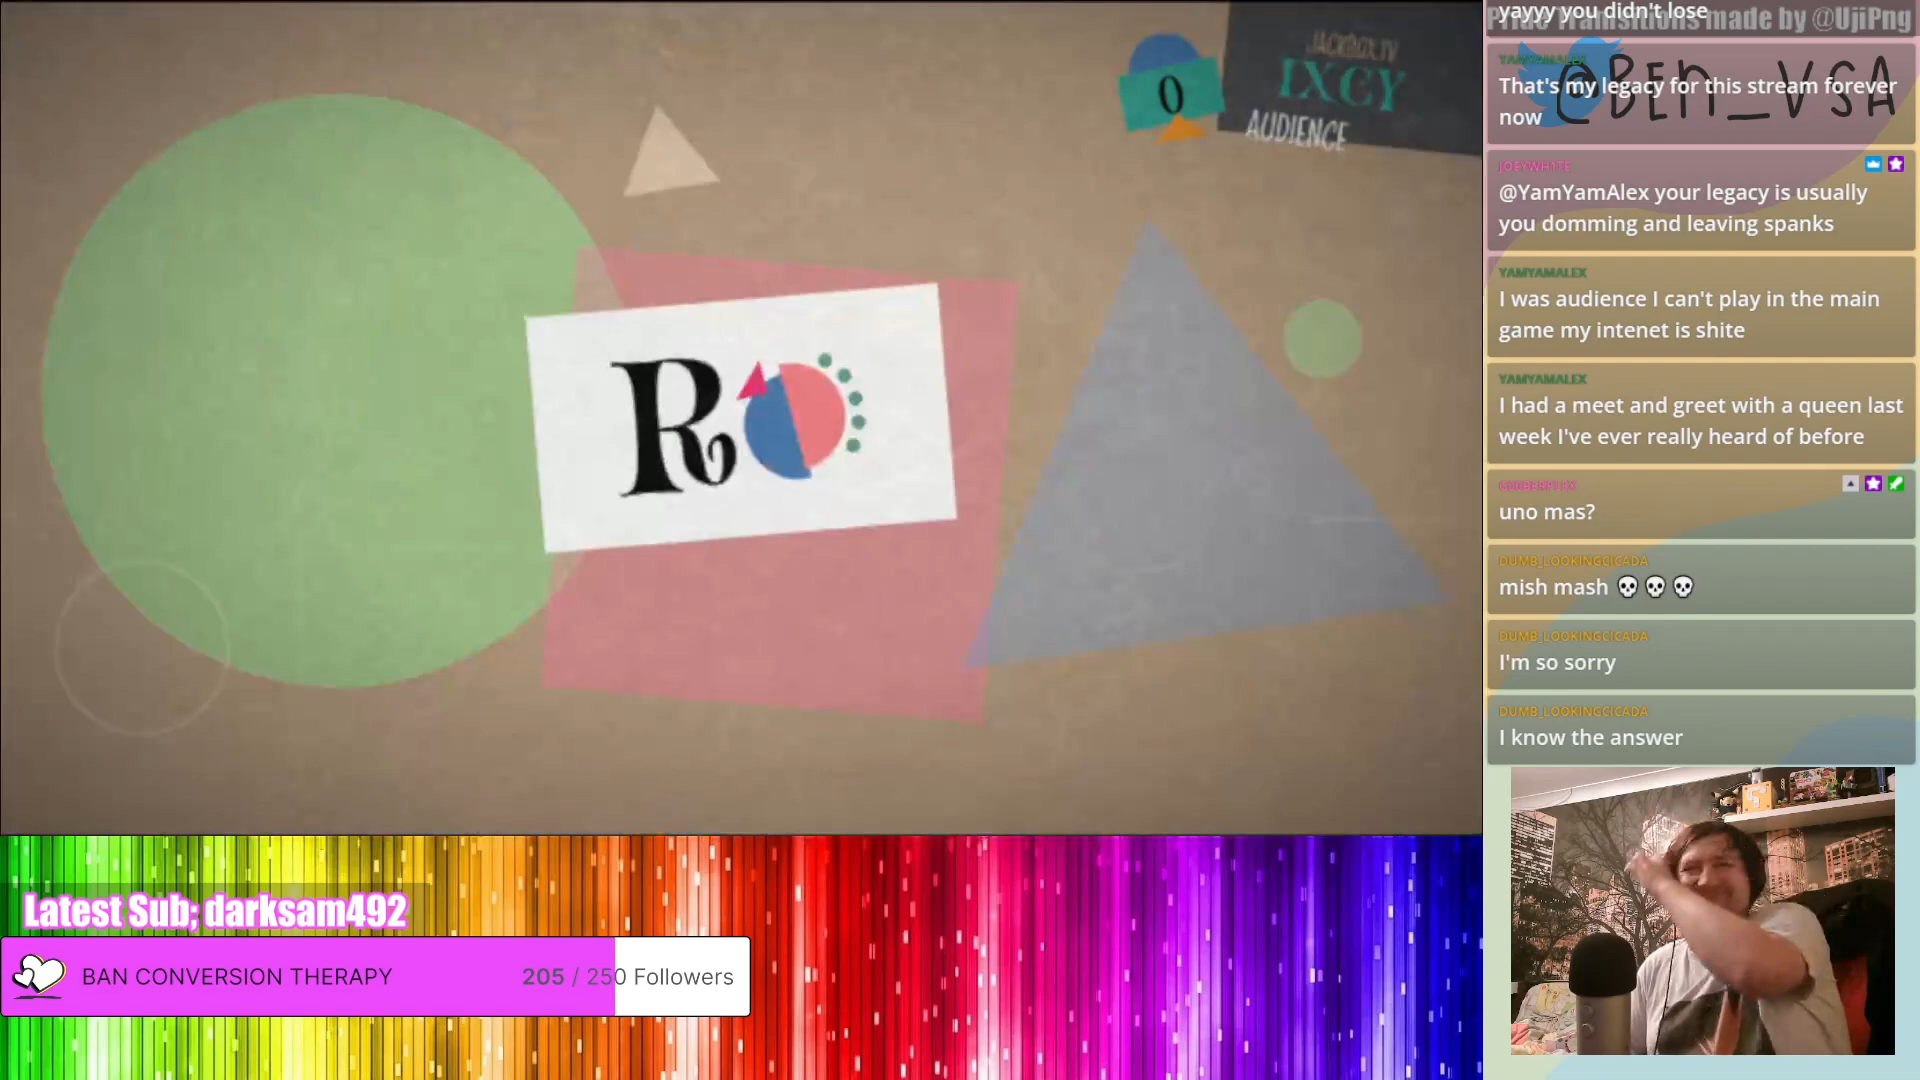 JACKBOX.TV
IXCY
AUDIENCE
0
R
Pride Transitions made by @UjiPng
@BEn_VSA
yayyy you didn't lose
YAMYAMALEX
That's my legacy for this stream forever
now
JOEYWH1TE
@YamYamAlex your legacy is usually
you domming and leaving spanks
YAMYAMALEX
I was audience I can't play in the main
game my intenet is shite
YAMYAMALEX
I had a meet and greet with a queen last
week I've ever really heard of before
uno mas?
DUMB_LOOKINGCICADA
mish mash 💀💀💀
DUMB_LOOKINGCICADA
I'm so sorry
DUMB_LOOKINGCICADA
I know the answer
Latest Sub; darksam492
BAN CONVERSION THERAPY 205 / 250 Followers